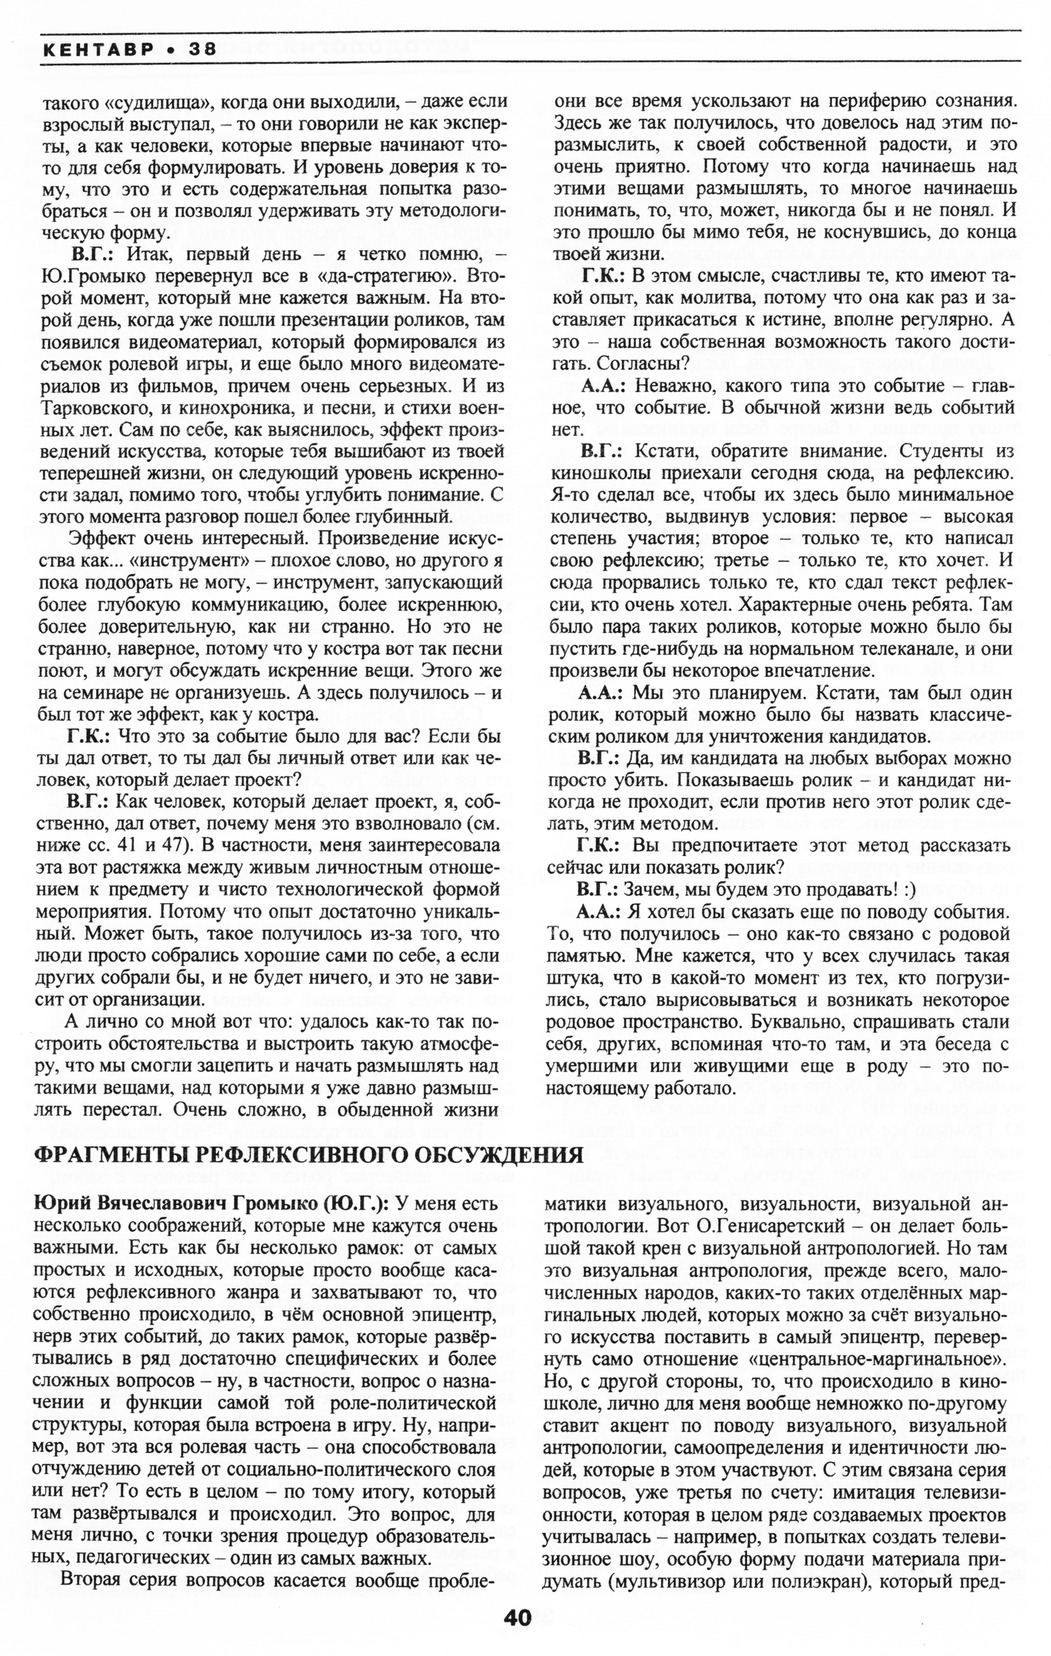 КЕНТАВР • 38
такого «судилища», когда они выходили, – даже если
взрослый выступал, – то они говорили не как экспер-
ты, а как человеки, которые впервые начинают что-
то для себя формулировать. И уровень доверия к то-
му, что это и есть содержательная попытка разо-
браться – он и позволял удерживать эту методологи-
ческую форму.
В.Г.: Итак, первый день – я четко помню, –
Ю.Громыко перевернул все в «да-стратегию». Вто-
рой момент, который мне кажется важным. На вто-
рой день, когда уже пошли презентации роликов, там
появился видеоматериал, который формировался из
съемок ролевой игры, и еще было много видеомате-
риалов из фильмов, причем очень серьезных. И из
Тарковского, и кинохроника, и песни, и стихи воен-
ных лет. Сам по себе, как выяснилось, эффект произ-
ведений искусства, которые тебя вышибают из твоей
теперешней жизни, он следующий уровень искренно-
сти задал, помимо того, чтобы углубить понимание. С
этого момента разговор пошел более глубинный.
Эффект очень интересный. Произведение искус-
ства как... «инструмент» – плохое слово, но другого я
пока подобрать не могу, – инструмент, запускающий
более глубокую коммуникацию, более искреннюю,
более доверительную, как ни странно. Но это не
странно, наверное, потому что у костра вот так песни
поют, и могут обсуждать искренние вещи. Этого же
на семинаре не организуешь. А здесь получилось – и
был тот же эффект, как у костра.
Г.К.: Что это за событие было для вас? Если бы
ты дал ответ, то ты дал бы личный ответ или как че-
ловек, который делает проект?
В.Г.: Как человек, который делает проект, я, соб-
ственно, дал ответ, почему меня это взволновало (см.
ниже сс. 41 и 47). В частности, меня заинтересовала
эта вот растяжка между живым личностным отноше-
нием к предмету и чисто технологической формой
мероприятия. Потому что опыт достаточно уникаль-
ный. Может быть, такое получилось из-за того, что
люди просто собрались хорошие сами по себе, а если
других собрали бы, и не будет ничего, и это не зави-
сит от организации.
А лично со мной вот что: удалось как-то так по-
строить обстоятельства и выстроить такую атмосфе-
ру, что мы смогли зацепить и начать размышлять над
такими вещами, над которыми я уже давно размыш-
лять перестал. Очень сложно, в обыденной жизни
они все время ускользают на периферию сознания.
Здесь же так получилось, что довелось над этим по-
размыслить, к своей собственной радости, и это
очень приятно. Потому что когда начинаешь над
этими вещами размышлять, то многое начинаешь
понимать, то, что, может, никогда бы и не понял. И
это прошло бы мимо тебя, не коснувшись, до конца
твоей жизни.
Г.К.: В этом смысле, счастливы те, кто имеют та-
кой опыт, как молитва, потому что она как раз и за-
ставляет прикасаться к истине, вполне регулярно. А
это – наша собственная возможность такого дости-
гать. Согласны?
А.А.: Неважно, какого типа это событие – глав-
ное, что событие. В обычной жизни ведь событий
нет.
В.Г.: Кстати, обратите внимание. Студенты из
киношколы приехали сегодня сюда, на рефлексию.
Я-то сделал все, чтобы их здесь было минимальное
количество, выдвинув условия: первое – высокая
степень участия; второе – только те, кто написал
свою рефлексию; третье – только те, кто хочет. И
сюда прорвались только те, кто сдал текст рефлек-
сии, кто очень хотел. Характерные очень ребята. Там
было пара таких роликов, которые можно было бы
пустить где-нибудь на нормальном телеканале, и они
произвели бы некоторое впечатление.
А.А.: Мы это планируем. Кстати, там был один
ролик, который можно было бы назвать классиче-
ским роликом для уничтожения кандидатов.
В.Г.: Да, им кандидата на любых выборах можно
просто убить. Показываешь ролик – и кандидат ни-
когда не проходит, если против него этот ролик сде-
лать, этим методом.
Г.К.: Вы предпочитаете этот метод рассказать
сейчас или показать ролик?
В.Г.: Зачем, мы будем это продавать! :)
А.А.: Я хотел бы сказать еще по поводу события.
То, что получилось – оно как-то связано с родовой
памятью. Мне кажется, что у всех случилась такая
штука, что в какой-то момент из тех, кто погрузи-
лись, стало вырисовываться и возникать некоторое
родовое пространство. Буквально, спрашивать стали
себя, других, вспоминая что-то там, и эта беседа с
умершими или живущими еще в роду – это по-
настоящему работало.
ФРАГМЕНТЫ РЕФЛЕКСИВНОГО ОБСУЖДЕНИЯ
Юрий Вячеславович Громыко (Ю.Г.): У меня есть
несколько соображений, которые мне кажутся очень
важными. Есть как бы несколько рамок: от самых
простых и исходных, которые просто вообще каса-
ются рефлексивного жанра и захватывают то, что
собственно происходило, в чём основной эпицентр,
нерв этих событий, до таких рамок, которые развёр-
тывались в ряд достаточно специфических и более
сложных вопросов – ну, в частности, вопрос о назна-
чении и функции самой той роле-политической
структуры, которая была встроена в игру. Ну, напри-
мер, вот эта вся ролевая часть – она способствовала
отчуждению детей от социально-политического слоя
или нет? То есть в целом – по тому итогу, который
там развёртывался и происходил. Это вопрос, для
меня лично, с точки зрения процедур образователь-
ных, педагогических – один из самых важных.
Вторая серия вопросов касается вообще пробле-
матики визуального, визуальности, визуальной ан-
тропологии. Вот О.Генисаретский – он делает боль-
шой такой крен с визуальной антропологией. Но там
это визуальная антропология, прежде всего, мало-
численных народов, каких-то таких отделённых мар-
гинальных людей, которых можно за счёт визуально-
го искусства поставить в самый эпицентр, перевер-
нуть само отношение «центральное-маргинальное».
Но, с другой стороны, то, что происходило в кино-
школе, лично для меня вообще немножко по-другому
ставит акцент по поводу визуального, визуальной
антропологии, самоопределения и идентичности лю-
дей, которые в этом участвуют. С этим связана серия
вопросов, уже третья по счету: имитация телевизи-
онности, которая в целом ряде создаваемых проектов
учитывалась – например, в попытках создать телеви-
зионное шоу, особую форму подачи материала при-
думать (мультивизор или полиэкран), который пред-
40